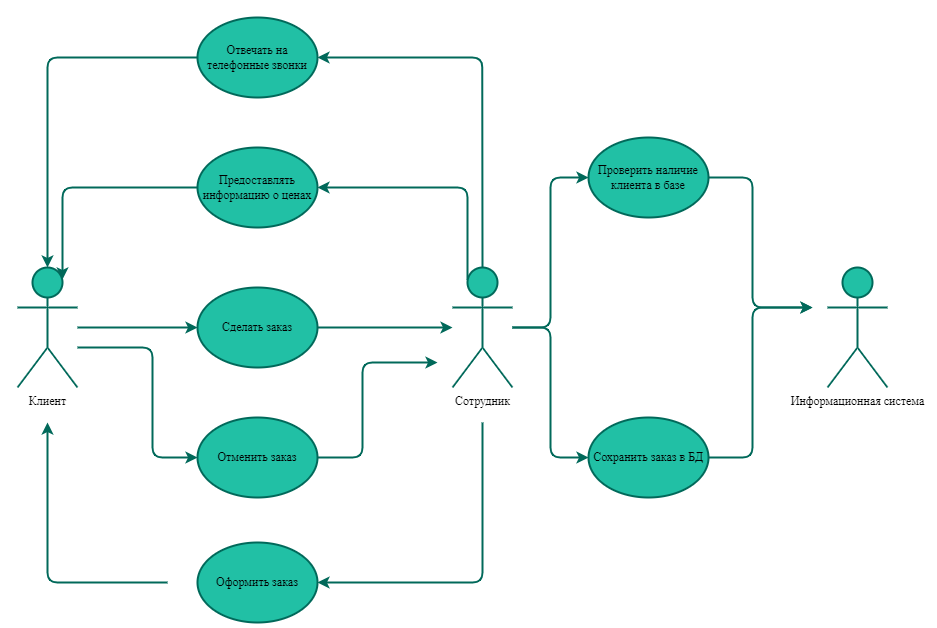 Отвечать на
телефонные звонки
Предоставлять
информацию о ценах
Проверить наличие
клиента в базе
Сделать заказ
Клиент
Сотрудник
Информационная система
Отменить заказ
Сохранить заказ в БД
Оформить заказ